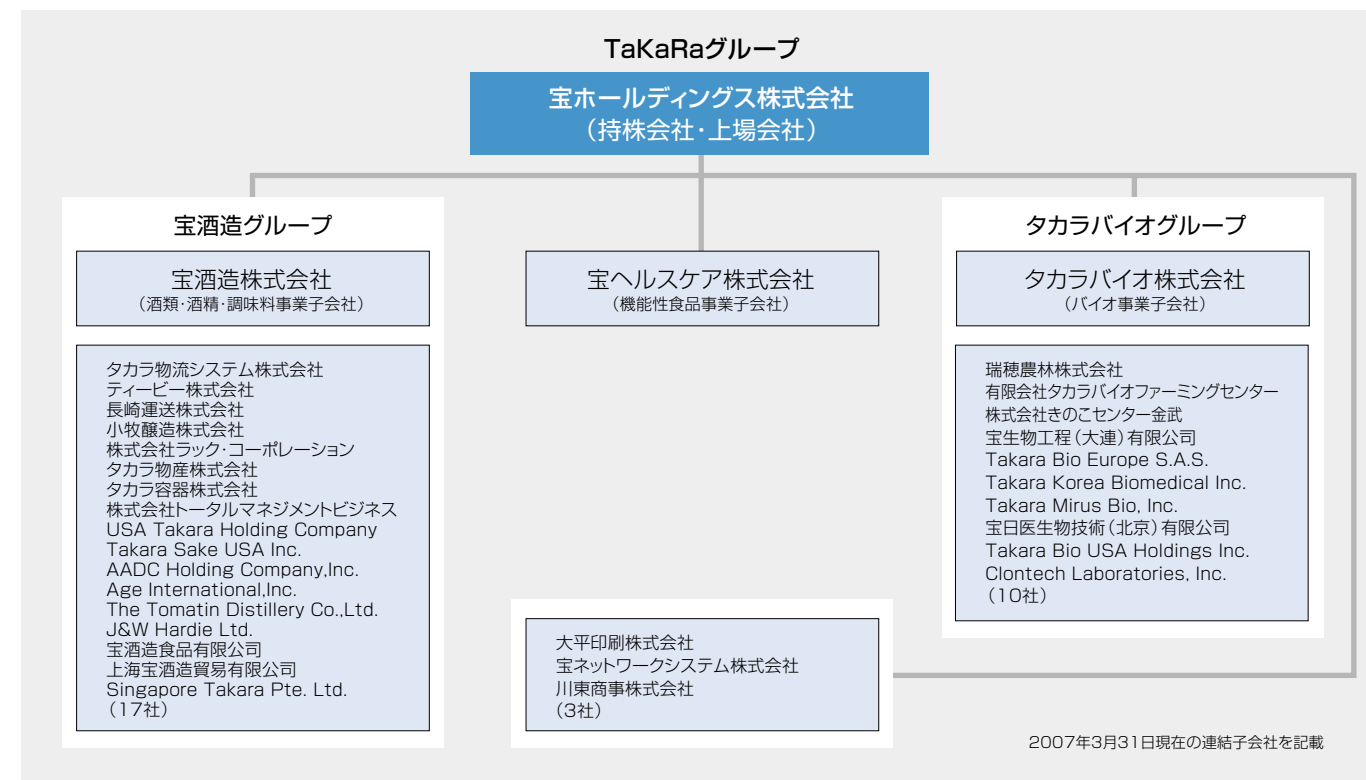 TaKaRaグループ
宝ホールディングス株式会社
（持株会社・上場会社）
宝酒造グループ
宝酒造株式会社
（酒類・酒精・調味料事業子会社）
タカラ物流システム株式会社
ティービー株式会社
長崎運送株式会社
小牧醸造株式会社
株式会社ラック・コーポレーション
タカラ物産株式会社
タカラ容器株式会社
株式会社トータルマネジメントビジネス
USA Takara Holding Company
Takara Sake USA Inc.
AADC Holding Company,Inc.
Age International,Inc.
The Tomatin Distillery Co.,Ltd.
J&W Hardie Ltd.
宝酒造食品有限公司
上海宝酒造貿易有限公司
Singapore Takara Pte. Ltd.
（17社）
宝ヘルスケア株式会社
（機能性食品事業子会社）
大平印刷株式会社
宝ネットワークシステム株式会社
川東商事株式会社
（3社）
タカラバイオグループ
タカラバイオ株式会社
（バイオ事業子会社）
瑞穂農林株式会社
有限会社タカラバイオファーミングセンター
株式会社きのこセンター金武
宝生物工程（大連）有限公司
Takara Bio Europe S.A.S.
Takara Korea Biomedical Inc.
Takara Mirus Bio, Inc.
宝日医生物技術（北京）有限公司
Takara Bio USA Holdings Inc.
Clontech Laboratories, Inc.
（10社）
2007年3月31日現在の連結子会社を記載